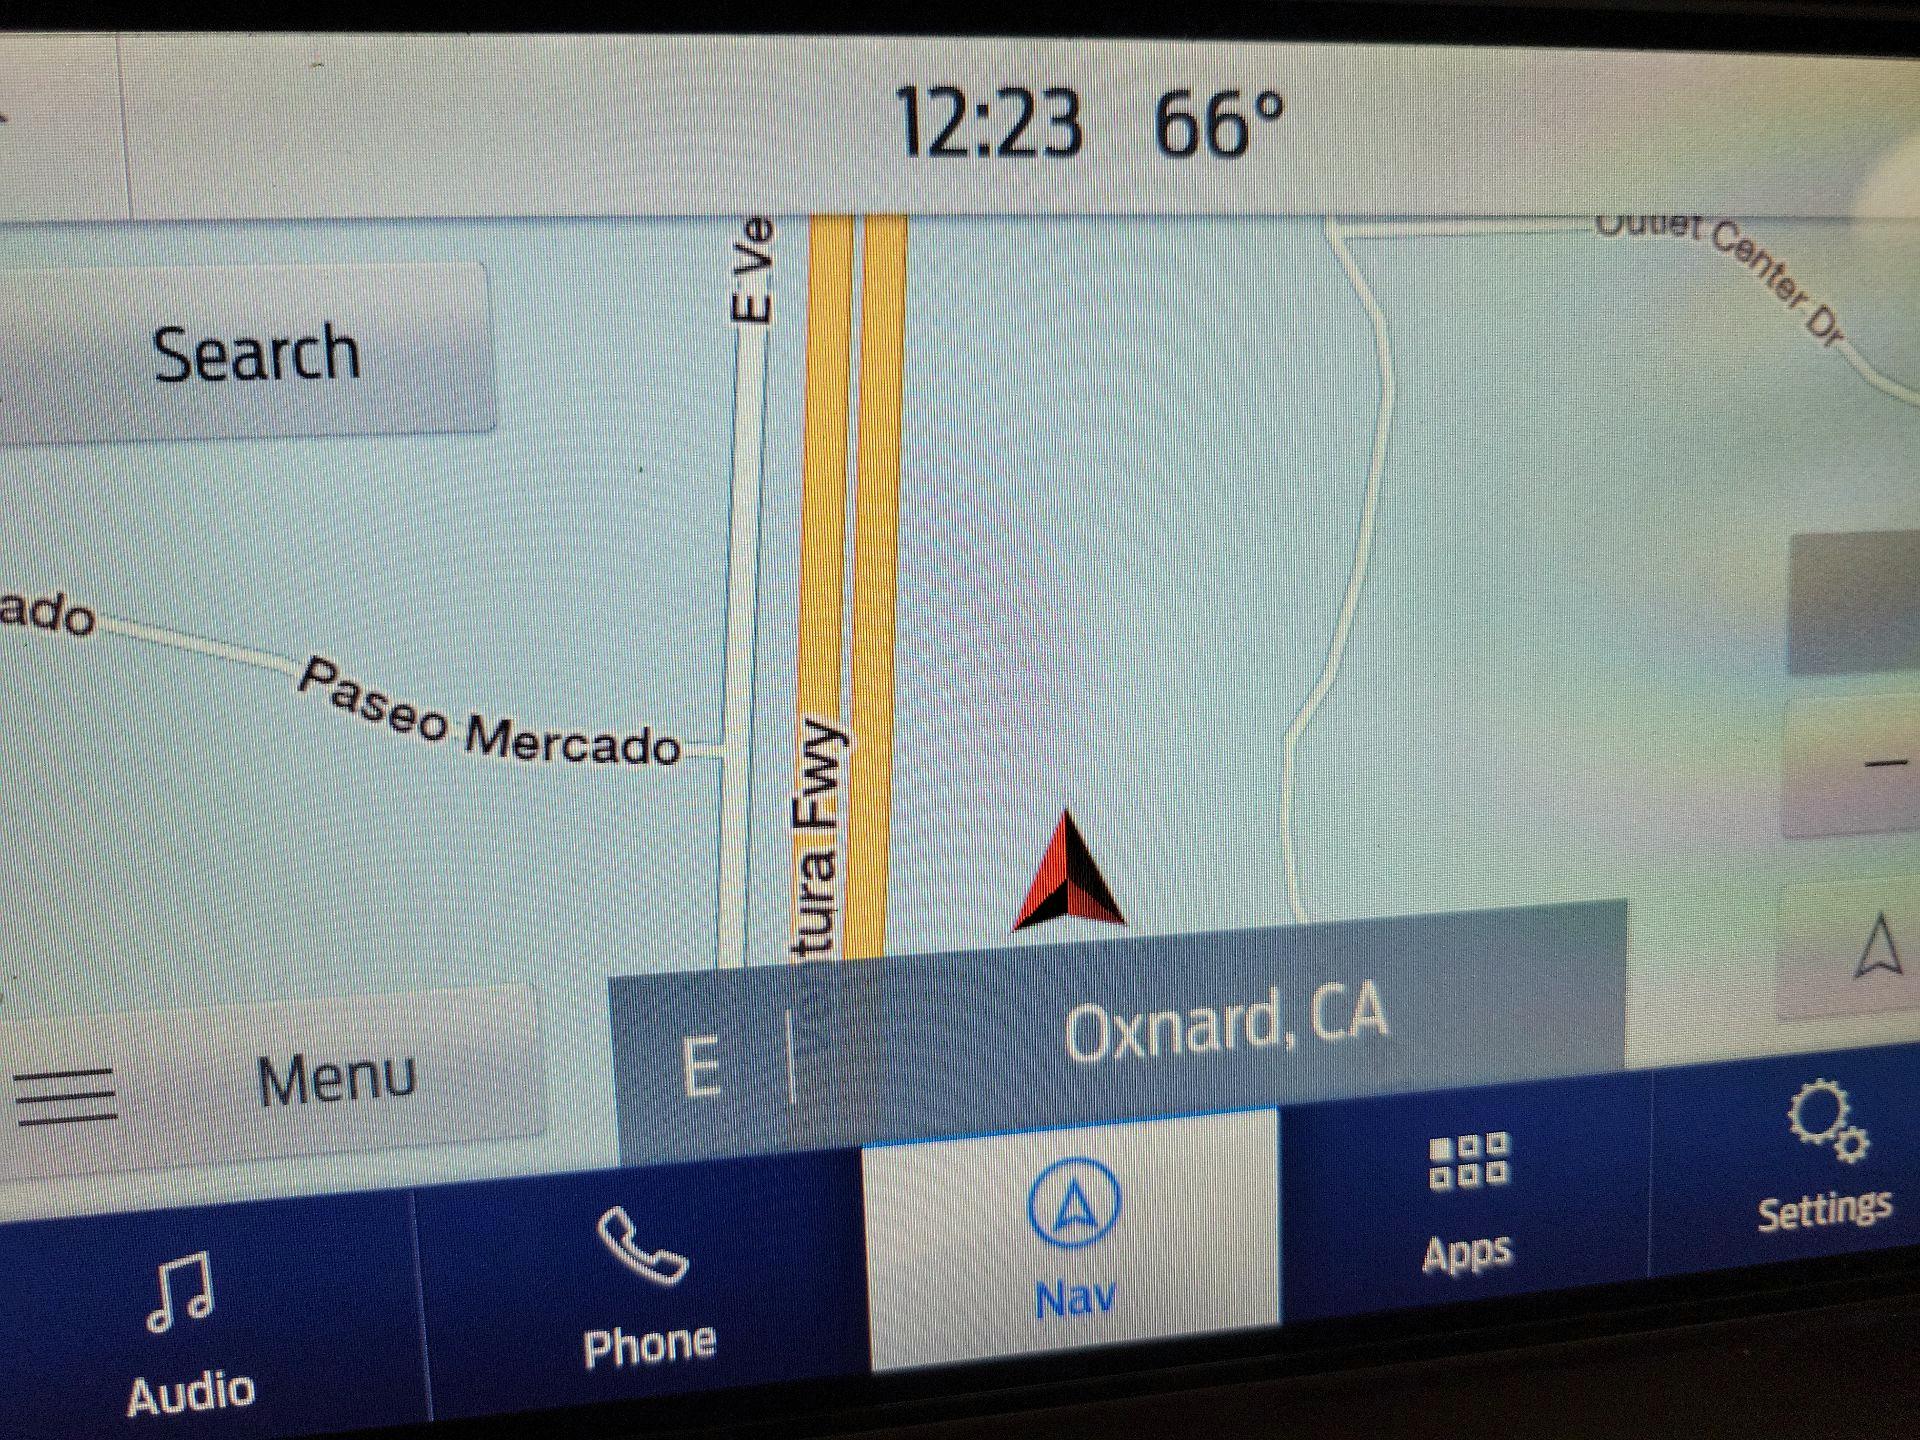 12:23 66°
E Ve
Outlet Center Dr
Search
ado
Paseo Mercado
tura Fwy
E
Oxnard, CA
Menu
Audio
Phone
Nav
Apps
Settings